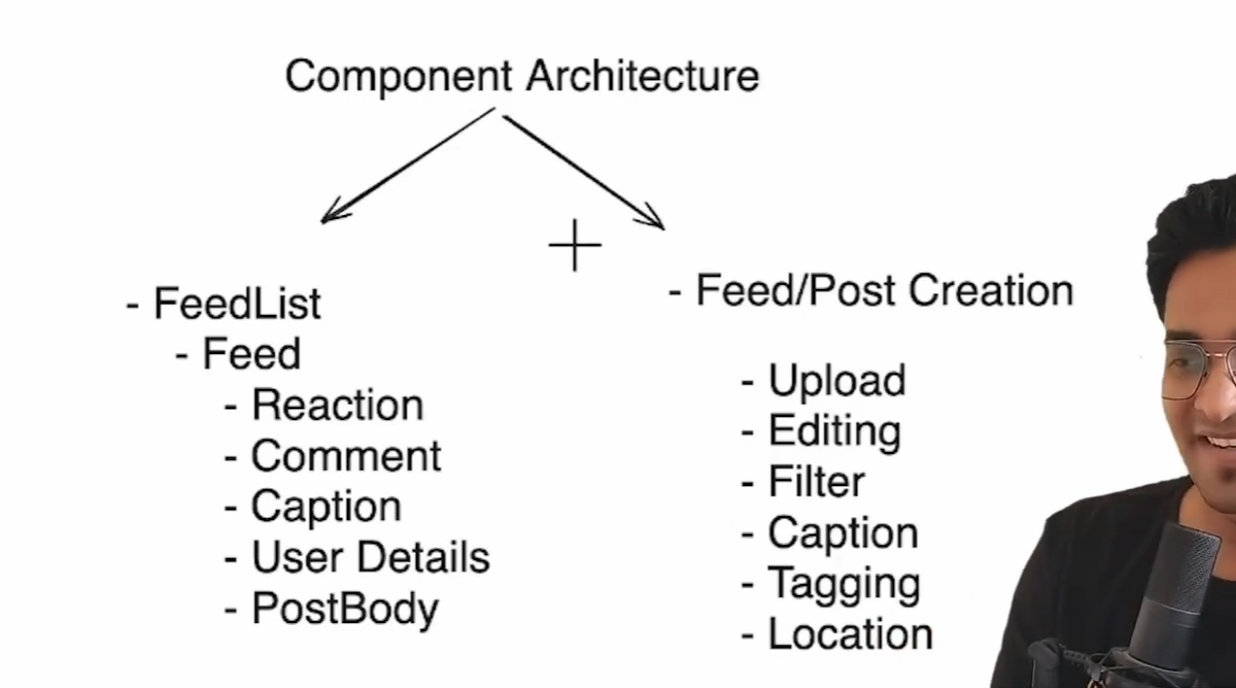 Component Architecture
- FeedList
- Feed
- Reaction
- Comment
- Caption
- User Details
- PostBody
- Feed/Post Creation
- Upload
- Editing
- Filter
- Caption
- Tagging
- Location